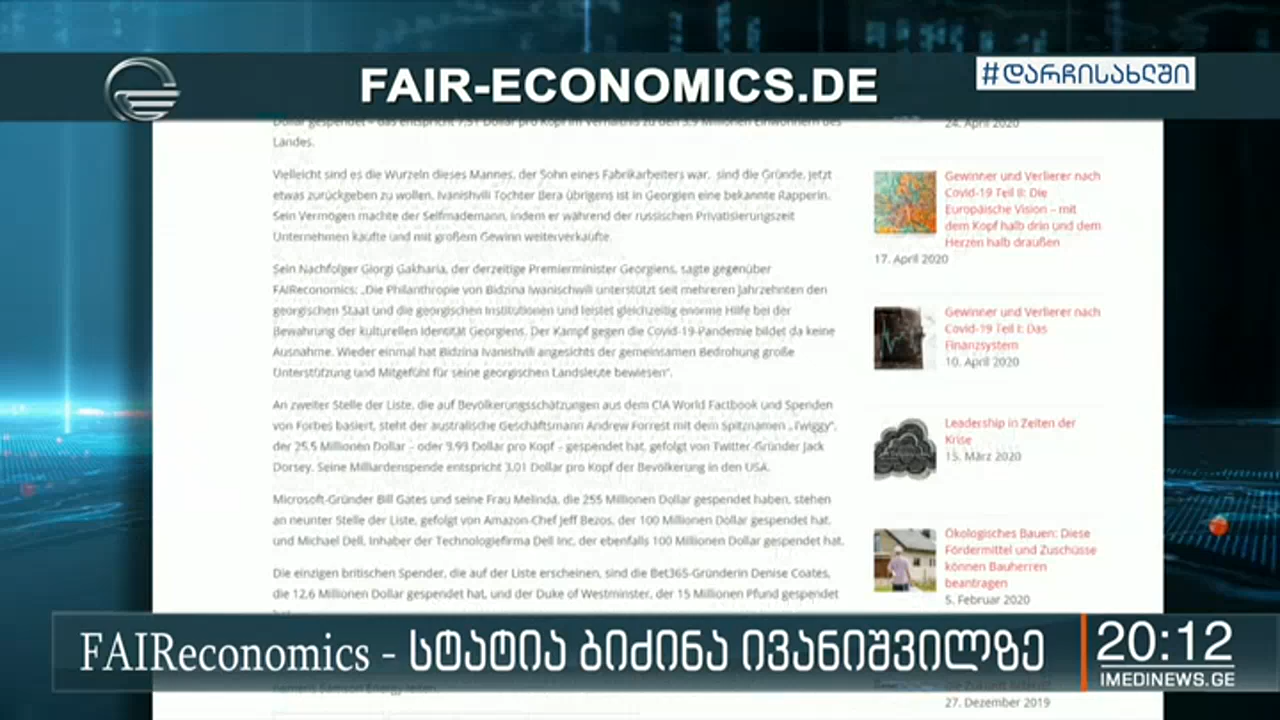 FAIR-ECONOMICS.DE
#დარჩისახლში
Dollar gespendet – das entspricht 7,51 Dollar pro Kopf im Verhältnis zu den 3,9 Millionen Einwohnern des
Landes.
Vielleicht sind es die Wurzeln dieses Mannes, der Sohn eines Fabrikarbeiters war, sind die Gründe, jetzt
etwas zurückgeben zu wollen. Ivanishvili Tochter Bera übrigens ist in Georgien eine bekannte Rapperin.
Sein Vermögen machte der Selfmademann, indem er während der russischen Privatisierungszeit
Unternehmen kaufte und mit großem Gewinn weiterverkaufte.
Sein Nachfolger Giorgi Gakharia, der derzeitige Premierminister Georgiens, sagte gegenüber
FAIReconomics: „Die Philanthropie von Bidzina Iwanischwili unterstützt seit mehreren Jahrzehnten den
georgischen Staat und die georgischen Institutionen und leistet gleichzeitig enorme Hilfe bei der
Bewahrung der kulturellen Identität Georgiens. Der Kampf gegen die Covid-19-Pandemie bildet da keine
Ausnahme. Wieder einmal hat Bidzina Ivanishvili angesichts der gemeinsamen Bedrohung große
Unterstützung und Mitgefühl für seine georgischen Landsleute bewiesen“.
An zweiter Stelle der Liste, die auf Bevölkerungsschätzungen aus dem CIA World Factbook und Spenden
von Forbes basiert, steht der australische Geschäftsmann Andrew Forrest mit dem Spitznamen „Twiggy“,
der 25,5 Millionen Dollar – oder 3,93 Dollar pro Kopf – gespendet hat, gefolgt von Twitter-Gründer Jack
Dorsey. Seine Milliardenspende entspricht 3,01 Dollar pro Kopf der Bevölkerung in den USA.
Microsoft-Gründer Bill Gates und seine Frau Melinda, die 255 Millionen Dollar gespendet haben, stehen
an neunter Stelle der Liste, gefolgt von Amazon-Chef Jeff Bezos, der 100 Millionen Dollar gespendet hat,
und Michael Dell, Inhaber der Technologiefirma Dell Inc, der ebenfalls 100 Millionen Dollar gespendet hat.
Die einzigen britischen Spender, die auf der Liste erscheinen, sind die Bet365-Gründerin Denise Coates,
die 12,6 Millionen Dollar gespendet hat, und der Duke of Westminster, der 15 Millionen Pfund gespendet
24. April 2020
Gewinner und Verlierer nach
Covid-19 Teil II: Die
Europäische Vision – mit
dem Kopf halb drin und dem
Herzen halb draußen
17. April 2020
Gewinner und Verlierer nach
Covid-19 Teil I: Das
Finanzsystem
10. April 2020
Leadership in Zeiten der
Krise
15. März 2020
Ökologisches Bauen: Diese
Fördermittel und Zuschüsse
können Bauherren
beantragen
5. Februar 2020
27. Dezember 2019
FAIReconomics - სტატია ბიძინა ივანიშვილზე
20:12
IMEDINEWS.GE